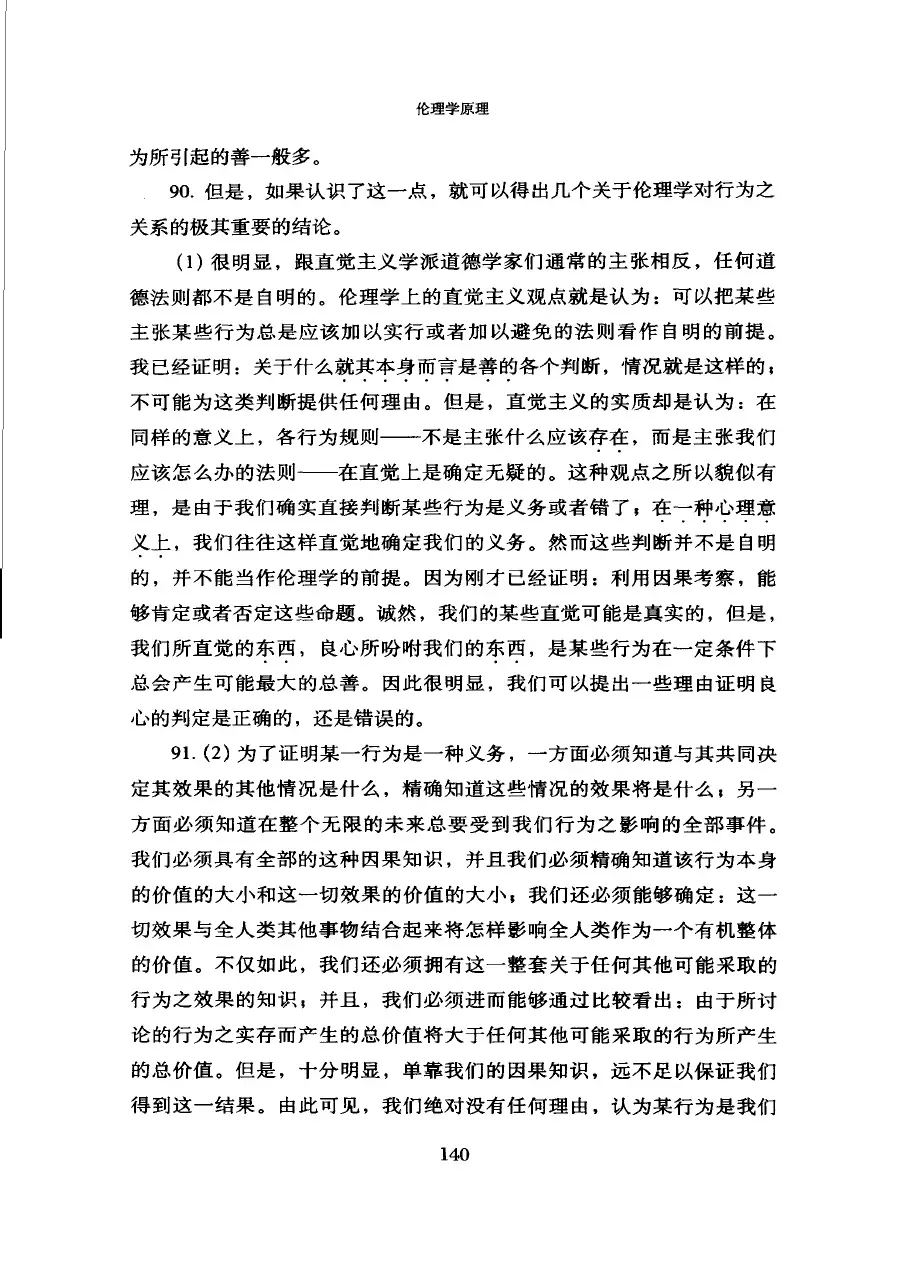 伦理学原理
为所引起的善一般多。
90. 但是，如果认识了这一点，就可以得出几个关于伦理学对行为之
关系的极其重要的结论。
(1) 很明显，跟直觉主义学派道德学家们通常的主张相反，任何道
德法则都不是自明的。伦理学上的直觉主义观点就是认为：可以把某些
主张某些行为总是应该加以实行或者加以避免的法则看作自明的前提。
我已经证明：关于什么就其本身而言是善的各个判断，情况就是这样的；
不可能为这类判断提供任何理由。但是，直觉主义的实质却是认为：在
同样的意义上，各行为规则——不是主张什么应该存在，而是主张我们
应该怎么办的法则——在直觉上是确定无疑的。这种观点之所以貌似有
理，是由于我们确实直接判断某些行为是义务或者错了；在一种心理意
义上，我们往往这样直觉地确定我们的义务。然而这些判断并不是自明
的，并不能当作伦理学的前提。因为刚才已经证明：利用因果考察，能
够肯定或者否定这些命题。诚然，我们的某些直觉可能是真实的，但是，
我们所直觉的东西，良心所吩咐我们的东西，是某些行为在一定条件下
总会产生可能最大的总善。因此很明显，我们可以提出一些理由证明良
心的判定是正确的，还是错误的。
91. (2) 为了证明某一行为是一种义务，一方面必须知道与其共同决
定其效果的其他情况是什么，精确知道这些情况的效果将是什么；另一
方面必须知道在整个无限的未来总要受到我们行为之影响的全部事件。
我们必须具有全部的这种因果知识，并且我们必须精确知道该行为本身
的价值的大小和这一切效果的价值的大小；我们还必须能够确定：这一
切效果与全人类其他事物结合起来将怎样影响全人类作为一个有机整体
的价值。不仅如此，我们还必须拥有这一整套关于任何其他可能采取的
行为之效果的知识；并且，我们必须进而能够通过比较看出：由于所讨
论的行为之实存而产生的总价值将大于任何其他可能采取的行为所产生
的总价值。但是，十分明显，单靠我们的因果知识，远不足以保证我们
得到这一结果。由此可见，我们绝对没有任何理由，认为某行为是我们
140